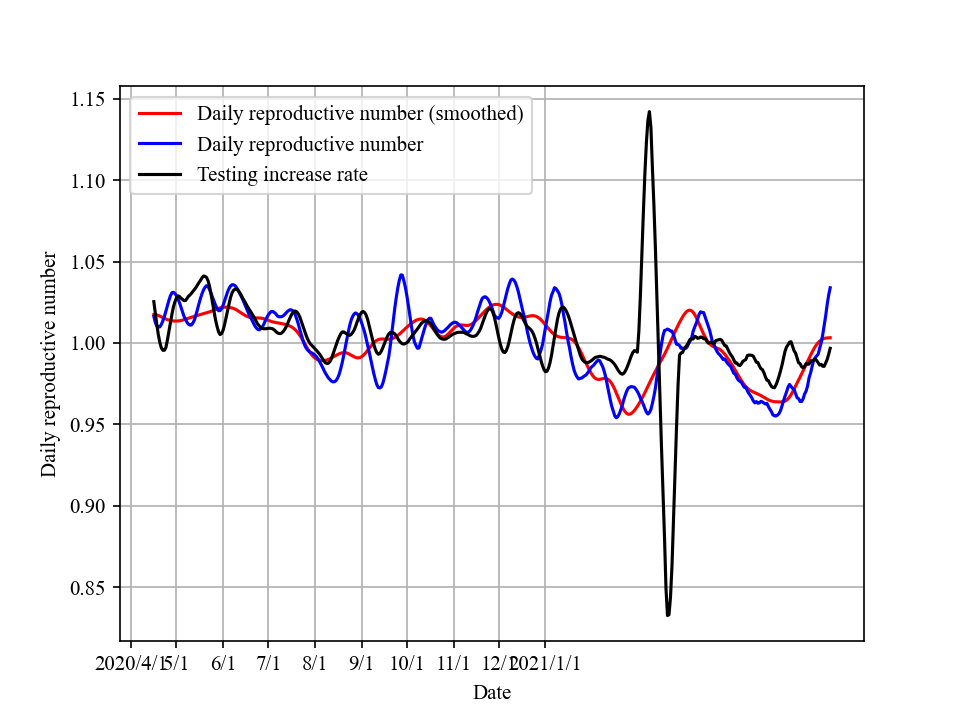 1.15
1.10
1.05
1.00
0.95
0.90
0.85
Daily reproductive number
Daily reproductive number (smoothed)
Daily reproductive number
Testing increase rate
2020/4/1 5/1 6/1 7/1 8/1 9/1 10/1 11/1 12/1 2021/1/1
Date